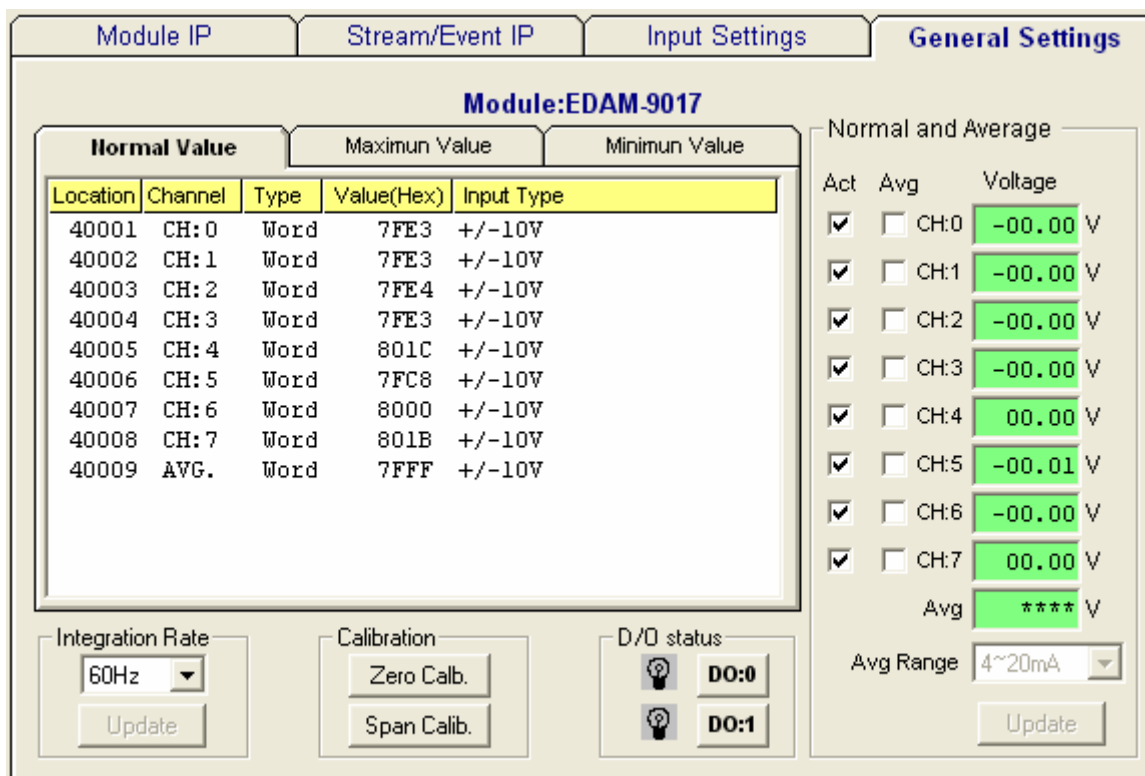 Module IP Stream/Event IP Input Settings General Settings
Module:EDAM-9017
Normal Value Maximun Value Minimun Value
Location Channel Type Value(Hex) Input Type
40001 CH:0 Word 7FE3 +/-10V
40002 CH:1 Word 7FE3 +/-10V
40003 CH:2 Word 7FE4 +/-10V
40004 CH:3 Word 7FE3 +/-10V
40005 CH:4 Word 801C +/-10V
40006 CH:5 Word 7FC8 +/-10V
40007 CH:6 Word 8000 +/-10V
40008 CH:7 Word 801B +/-10V
40009 AVG. Word 7FFF +/-10V
Normal and Average
Act Avg Voltage
CH:0 -00.00 V
CH:1 -00.00 V
CH:2 -00.00 V
CH:3 -00.00 V
CH:4 00.00 V
CH:5 -00.01 V
CH:6 -00.00 V
CH:7 00.00 V
Avg **** V
Avg Range 4~20mA
Update
Integration Rate
60Hz
Update
Calibration
Zero Calb.
Span Calib.
D/O status
DO:0
DO:1